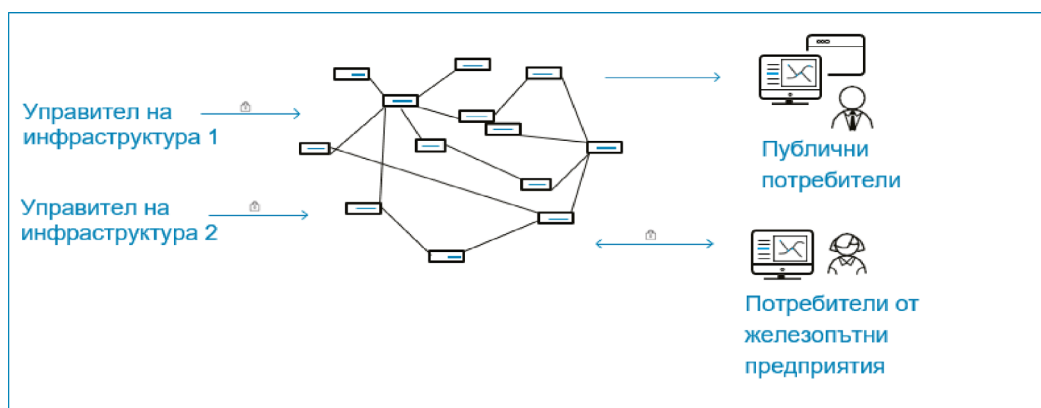 Управител на
инфраструктура 1
Управител на
инфраструктура 2
Публични
потребители
Потребители от
железопътни
предприятия